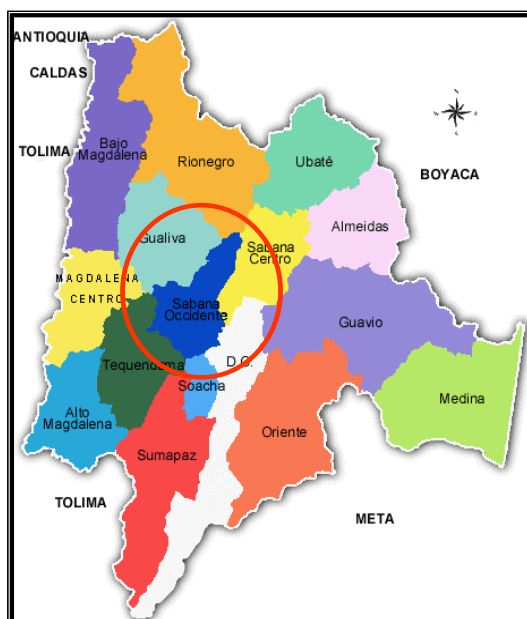 ANTIOQUIA
CALDAS
TOLIMA
Bajo
Magdalena
Rionegro
Ubaté
BOYACA
Almeidas
Gualiva
Sabana
Centro
MAGDALENA
CENTRO
Sabana
Occidente
Guavio
Tequendama
D.C.
Soacha
Medina
Alto
Magdalena
Oriente
Sumapaz
TOLIMA
META